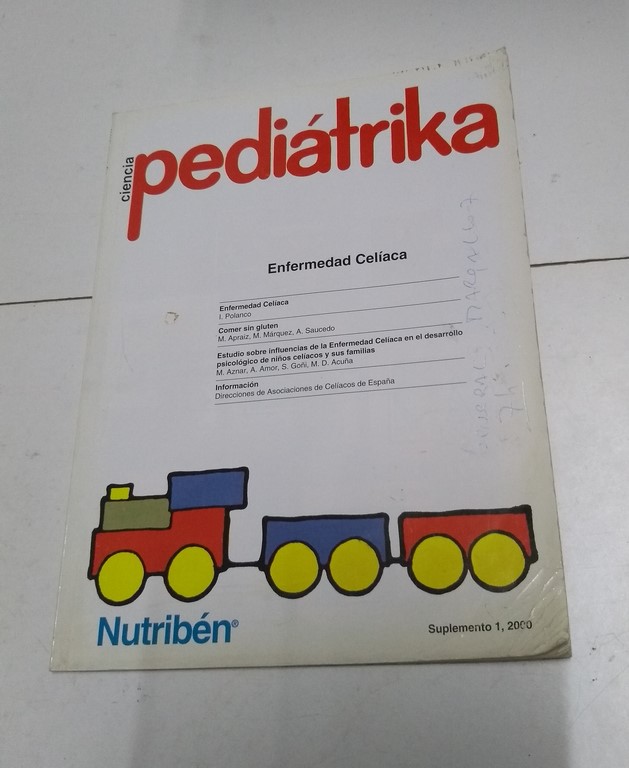 ciencia
pediátrika
Enfermedad Celíaca
Enfermedad Celíaca
I. Polanco
Comer sin gluten
M. Apraiz, M. Márquez, A. Saucedo
Estudio sobre influencias de la Enfermedad Celíaca en el desarrollo
psicológico de niños celíacos y sus familias
M. Aznar, A. Amor, S. Goñi, M. D. Acuña
Información
Direcciones de Asociaciones de Celíacos de España
Nutribén®
Suplemento 1, 2000